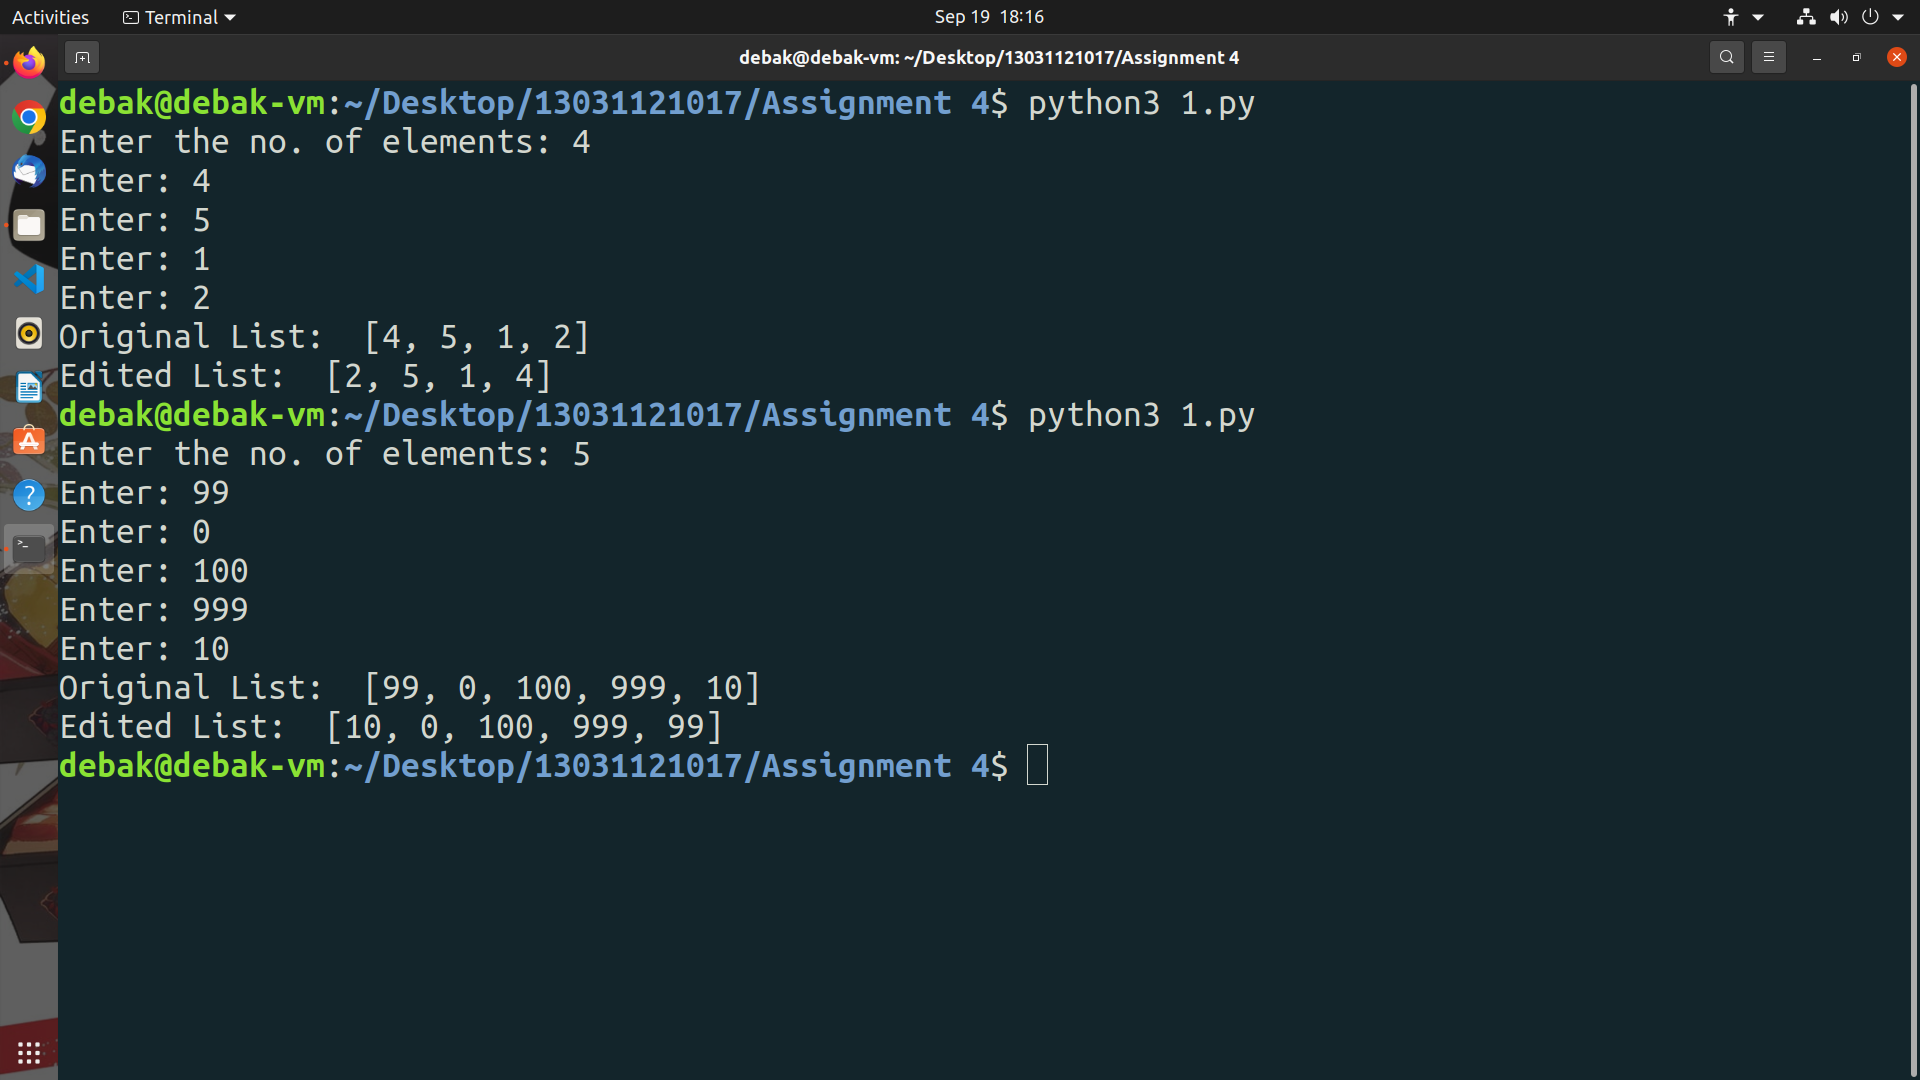 Activities Terminal Sep 19 18:16
debak@debak-vm: ~/Desktop/13031121017/Assignment 4
debak@debak-vm:~/Desktop/13031121017/Assignment 4$ python3 1.py
Enter the no. of elements: 4
Enter: 4
Enter: 5
Enter: 1
Enter: 2
Original List:  [4, 5, 1, 2]
Edited List:  [2, 5, 1, 4]
debak@debak-vm:~/Desktop/13031121017/Assignment 4$ python3 1.py
Enter the no. of elements: 5
Enter: 99
Enter: 0
Enter: 100
Enter: 999
Enter: 10
Original List:  [99, 0, 100, 999, 10]
Edited List:  [10, 0, 100, 999, 99]
debak@debak-vm:~/Desktop/13031121017/Assignment 4$